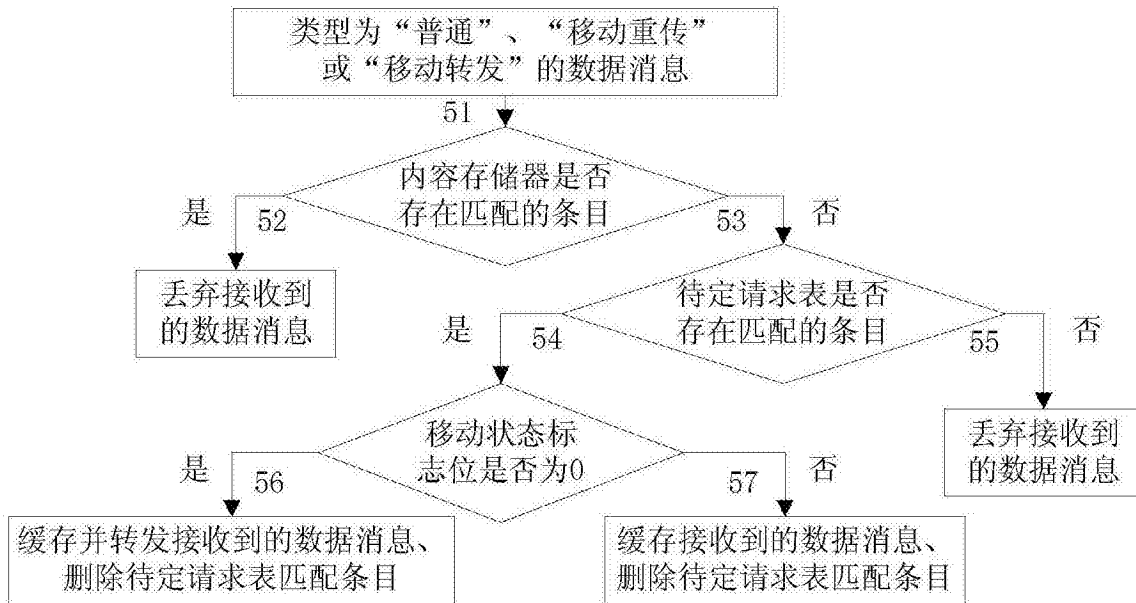 类型为“普通”、“移动重传”
或“移动转发”的数据消息
51
内容存储器是否
存在匹配的条目
是
52
53
否
丢弃接收到
的数据消息
待定请求表是否
存在匹配的条目
是
54
55
否
移动状态标
志位是否为0
丢弃接收到
的数据消息
是
56
57
否
缓存并转发接收到的数据消息、
删除待定请求表匹配条目
缓存接收到的数据消息、
删除待定请求表匹配条目